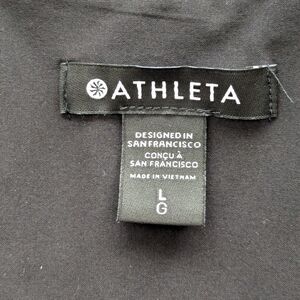 ATHLETA
DESIGNED IN
SAN FRANCISCO
CONÇU À
SAN FRANCISCO
MADE IN VIETNAM
L
G